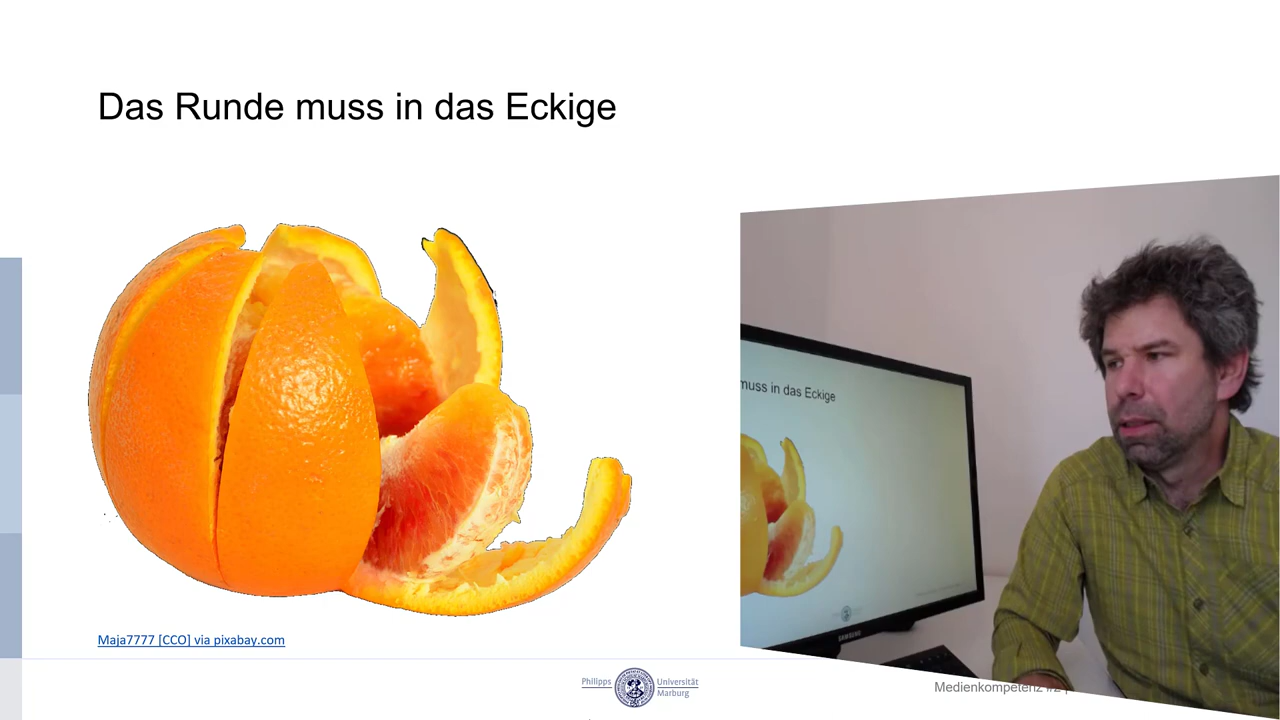 Das Runde muss in das Eckige
muss in das Eckige
SAMSUNG
Maja7777 [CCO] via pixabay.com
Philipps Universität
Marburg
Medienkompetenz #2 |